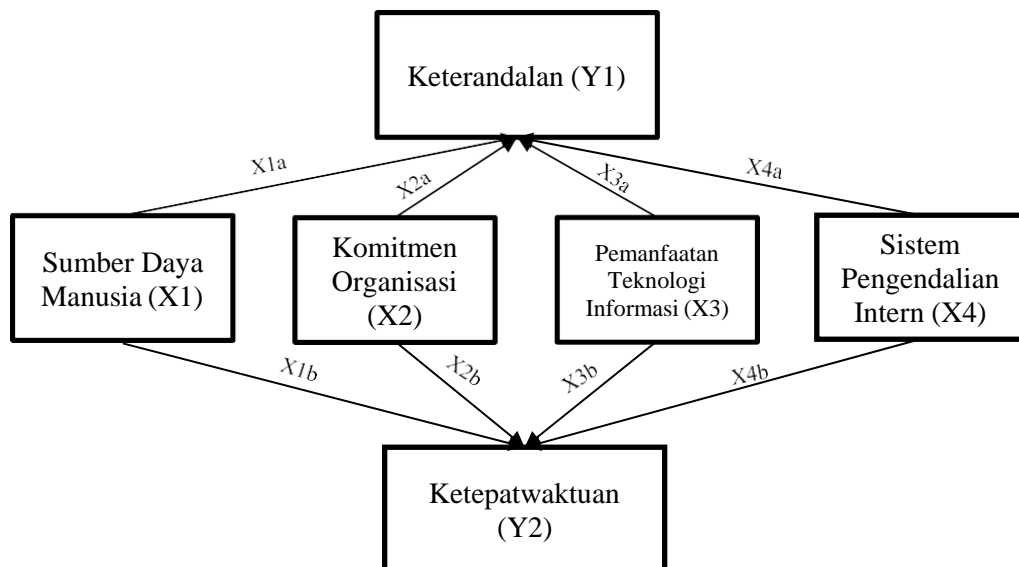 Keterandalan (Y1)
X1a
X2a
X3a
X4a
Sumber Daya
Manusia (X1)
Komitmen
Organisasi
(X2)
Pemanfaatan
Teknologi
Informasi (X3)
Sistem
Pengendalian
Intern (X4)
X1b
X2b
X3b
X4b
Ketepatwaktuan
(Y2)